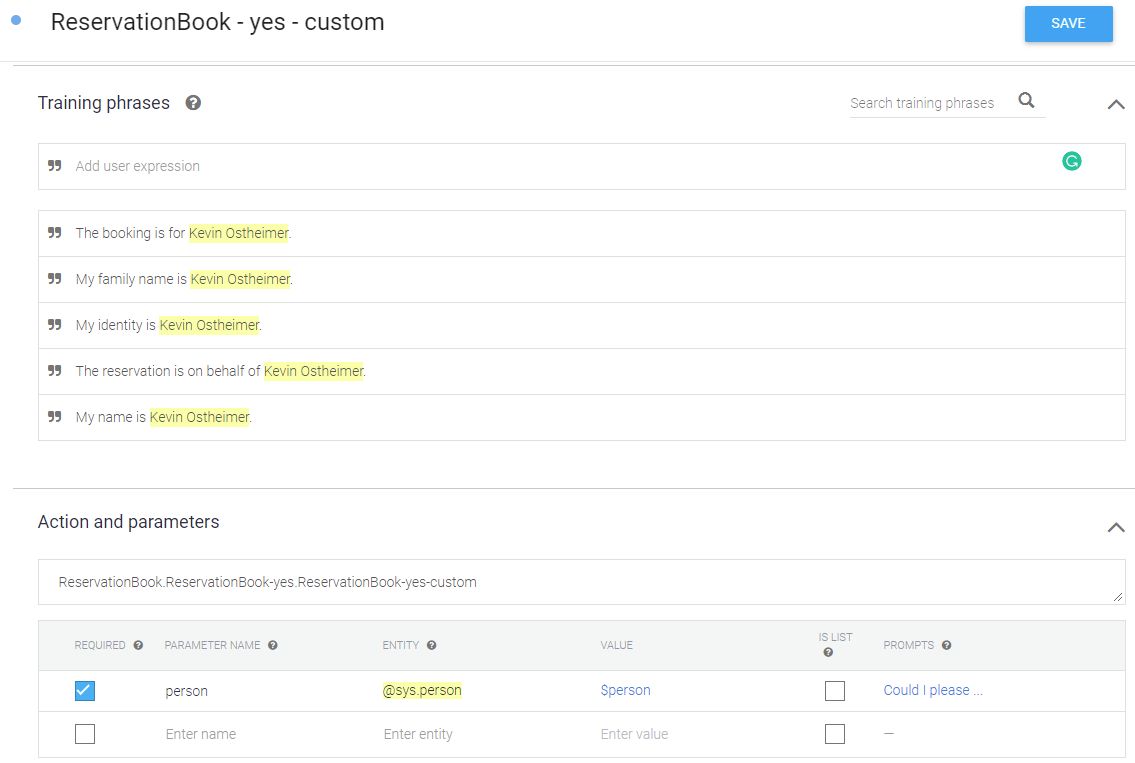 ReservationBook - yes - custom
SAVE
Training phrases
Search training phrases
Add user expression
The booking is for Kevin Ostheimer.
My family name is Kevin Ostheimer.
My identity is Kevin Ostheimer.
The reservation is on behalf of Kevin Ostheimer.
My name is Kevin Ostheimer.
Action and parameters
ReservationBook.ReservationBook-yes.ReservationBook-yes-custom
REQUIRED PARAMETER NAME ENTITY VALUE IS LIST PROMPTS
person @sys.person $person Could I please ...
Enter name Enter entity Enter value —